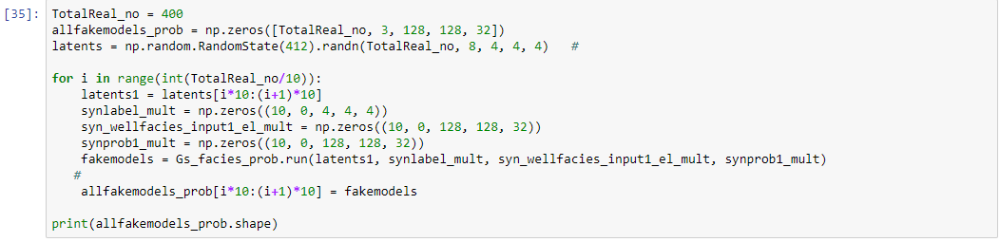 [35]: TotalReal_no = 400
allfakemodels_prob = np.zeros([TotalReal_no, 3, 128, 128, 32])
latents = np.random.RandomState(412).randn(TotalReal_no, 8, 4, 4, 4)   #

for i in range(int(TotalReal_no/10)):
    latents1 = latents[i*10:(i+1)*10]
    synlabel_mult = np.zeros((10, 0, 4, 4, 4))
    syn_wellfacies_input1_el_mult = np.zeros((10, 0, 128, 128, 32))
    synprob1_mult = np.zeros((10, 0, 128, 128, 32))
    fakemodels = Gs_facies_prob.run(latents1, synlabel_mult, syn_wellfacies_input1_el_mult, synprob1_mult)
   #
    allfakemodels_prob[i*10:(i+1)*10] = fakemodels

print(allfakemodels_prob.shape)